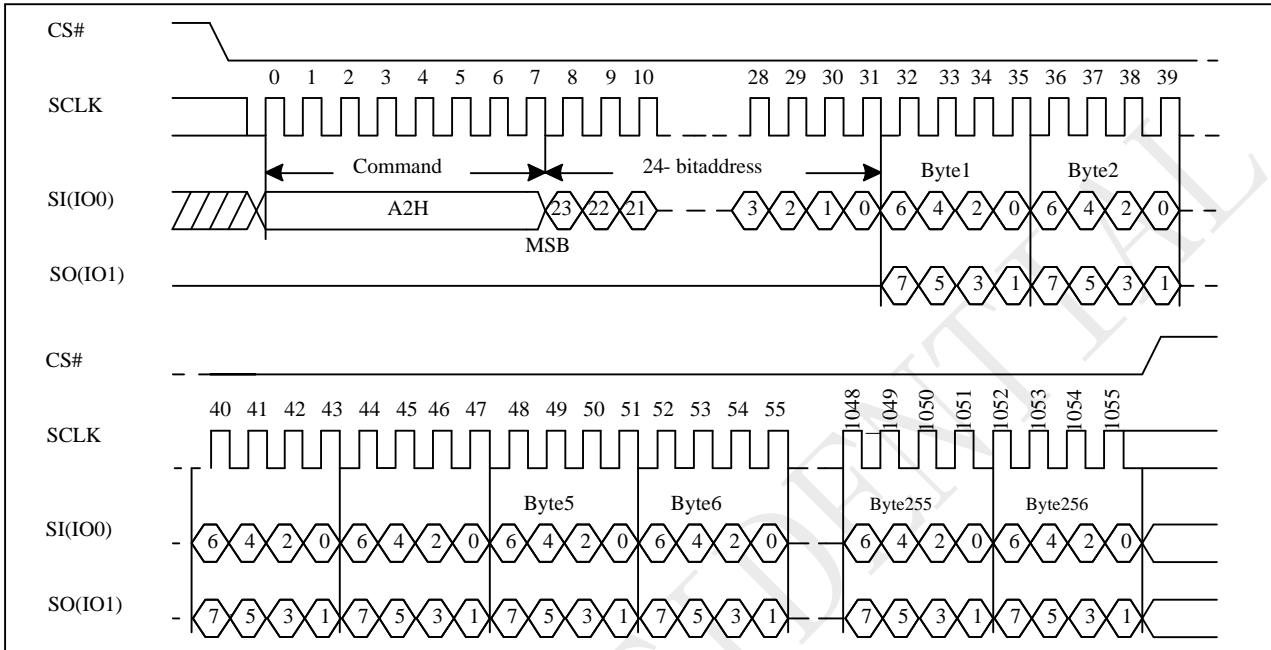 CS#
0 1 2 3 4 5 6 7 8 9 10 28 29 30 31 32 33 34 35 36 37 38 39
SCLK
Command 24- bitaddress Byte1 Byte2
SI(IO0) A2H 23 22 21 3 2 1 0 6 4 2 0 6 4 2 0
MSB
SO(IO1) 7 5 3 1 7 5 3 1
CS#
40 41 42 43 44 45 46 47 48 49 50 51 52 53 54 55 1048 1049 1050 1051 1052 1053 1054 1055
SCLK
Byte5 Byte6 Byte255 Byte256
SI(IO0) 6 4 2 0 6 4 2 0 6 4 2 0 6 4 2 0 6 4 2 0 6 4 2 0
SO(IO1) 7 5 3 1 7 5 3 1 7 5 3 1 7 5 3 1 7 5 3 1 7 5 3 1